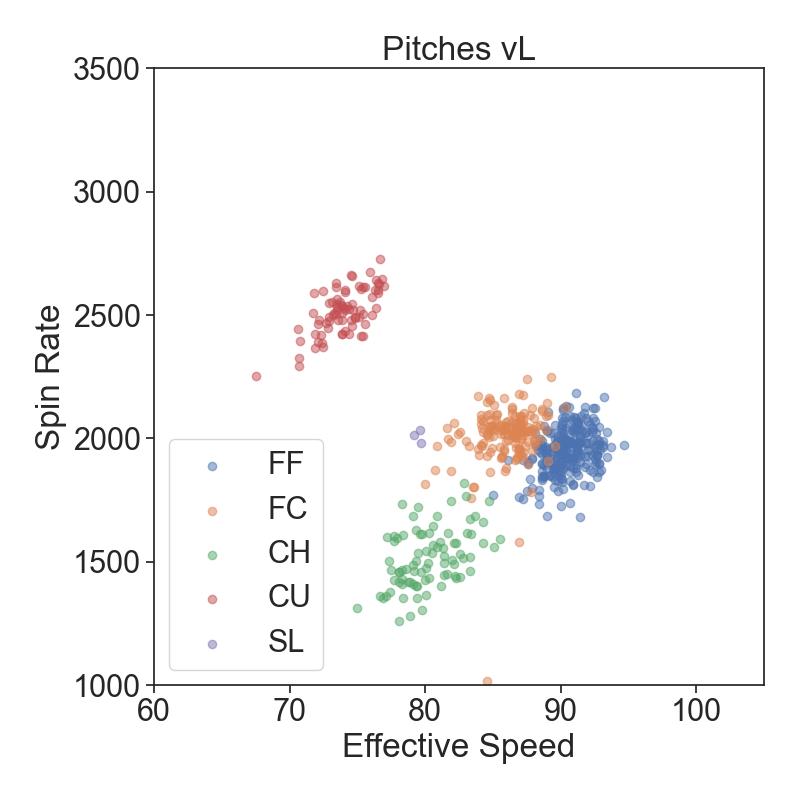 Pitches vL
3500
3000
2500
2000
1500
1000
Spin Rate
FF
FC
CH
CU
SL
60 70 80 90 100
Effective Speed